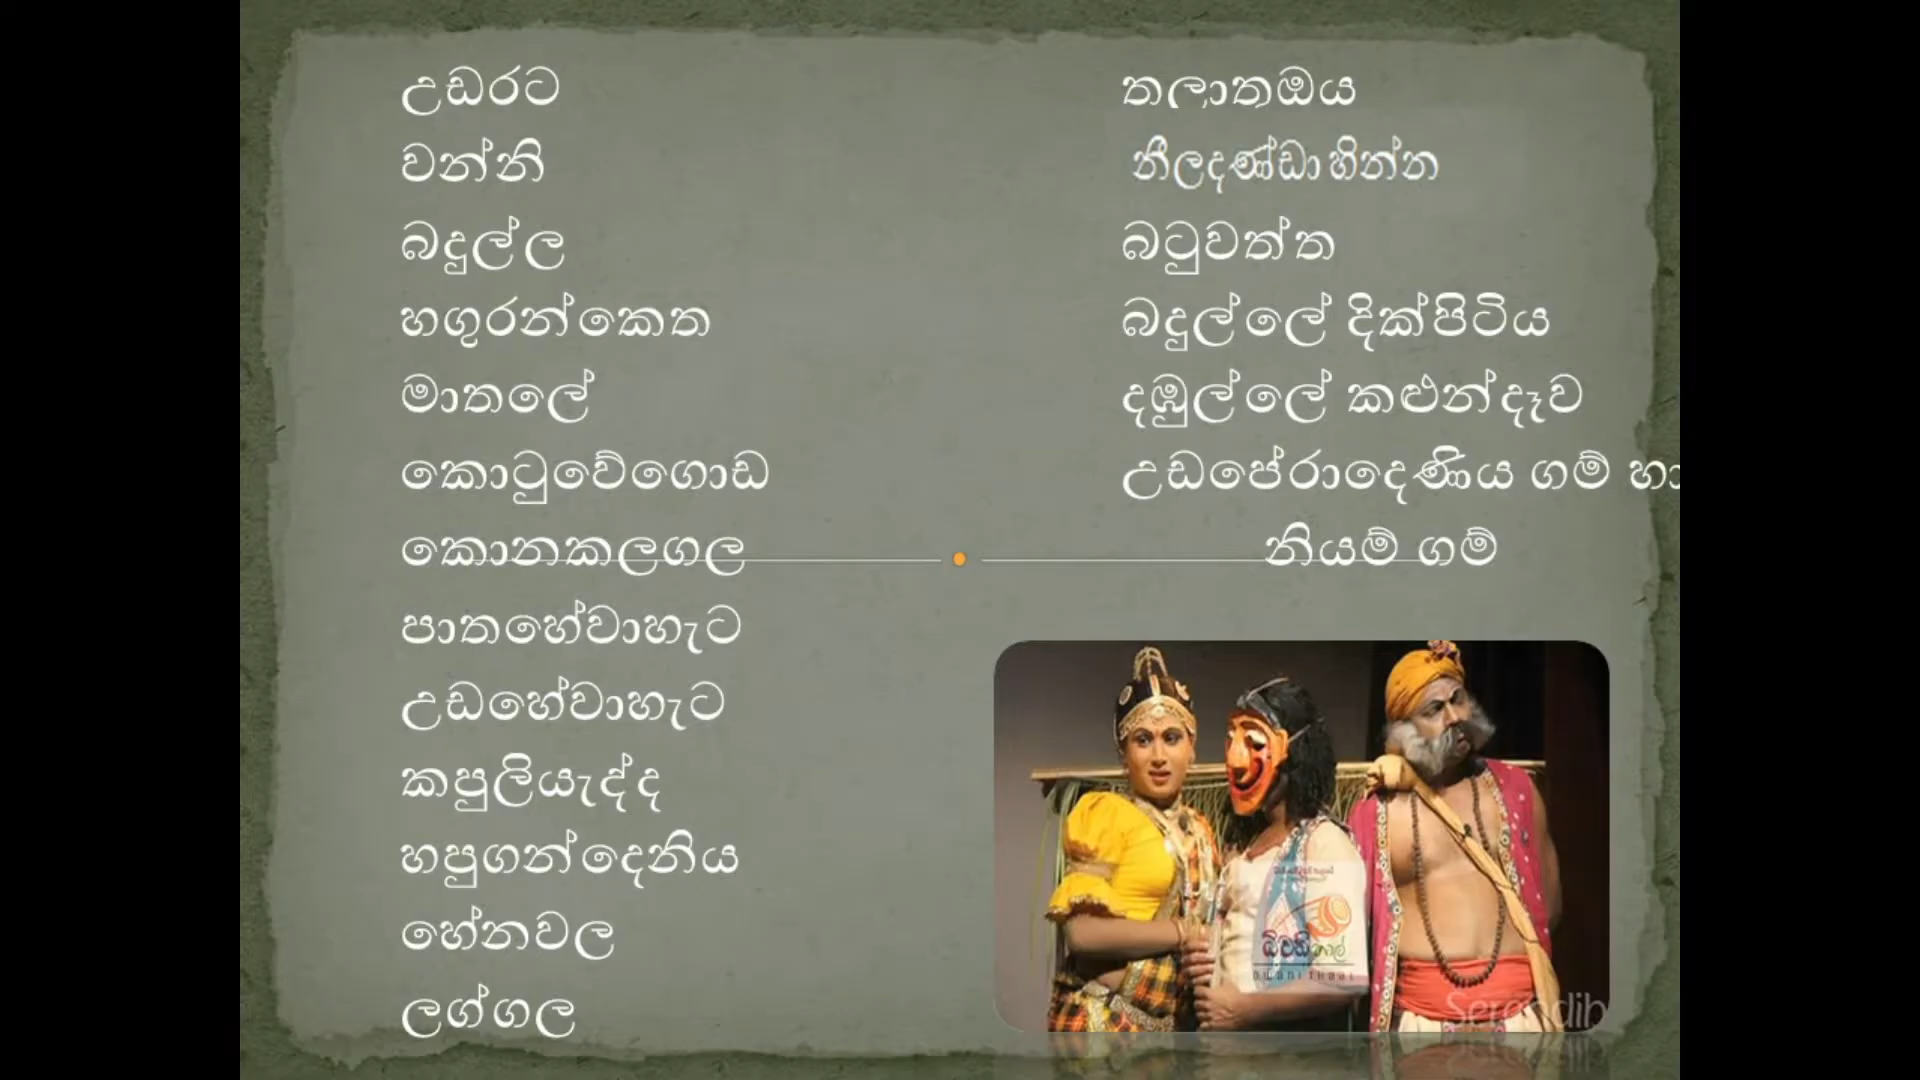 උඩරට
වන්නි
බදුල්ල
හගුරන්කෙත
මාතලේ
කොටුවේගොඩ
කොනකලගල
පාතහේවාහැට
උඩහේවාහැට
කපුලියැද්ද
හපුගන්දෙනිය
හේනවල
ලග්ගල
තලාතඔය
නීලදණ්ඩාහින්න
බටුවත්ත
බදුල්ලේ දික්පිටිය
දඹුල්ලේ කළුන්දෑව
උඩපේරාදෙණිය ගම් හා
නියම් ගම්
Serendib